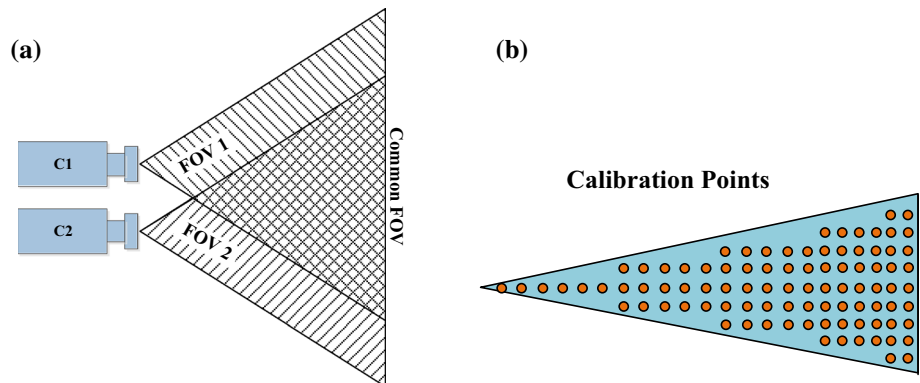 (a)
C1
C2
FOV 1
FOV 2
Common FOV
(b)
Calibration Points